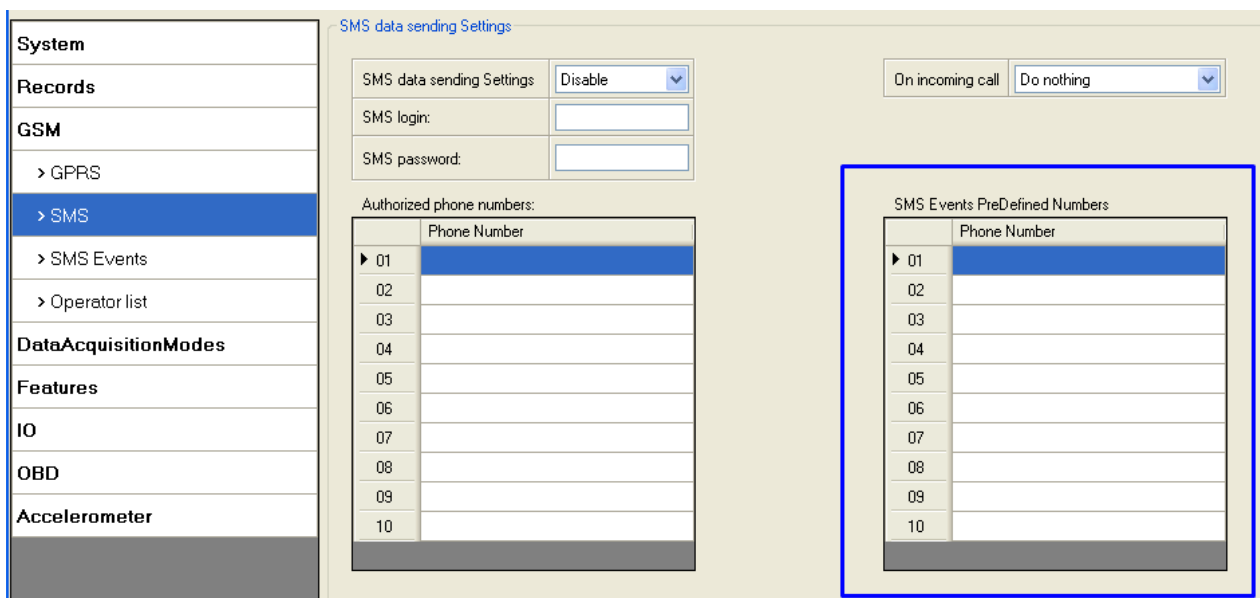 System
Records
GSM
> GPRS
> SMS
> SMS Events
> Operator list
DataAcquisitionModes
Features
IO
OBD
Accelerometer
SMS data sending Settings
SMS data sending Settings Disable
SMS login:
SMS password:
On incoming call Do nothing
Authorized phone numbers:
Phone Number
01
02
03
04
05
06
07
08
09
10
SMS Events PreDefined Numbers
Phone Number
01
02
03
04
05
06
07
08
09
10